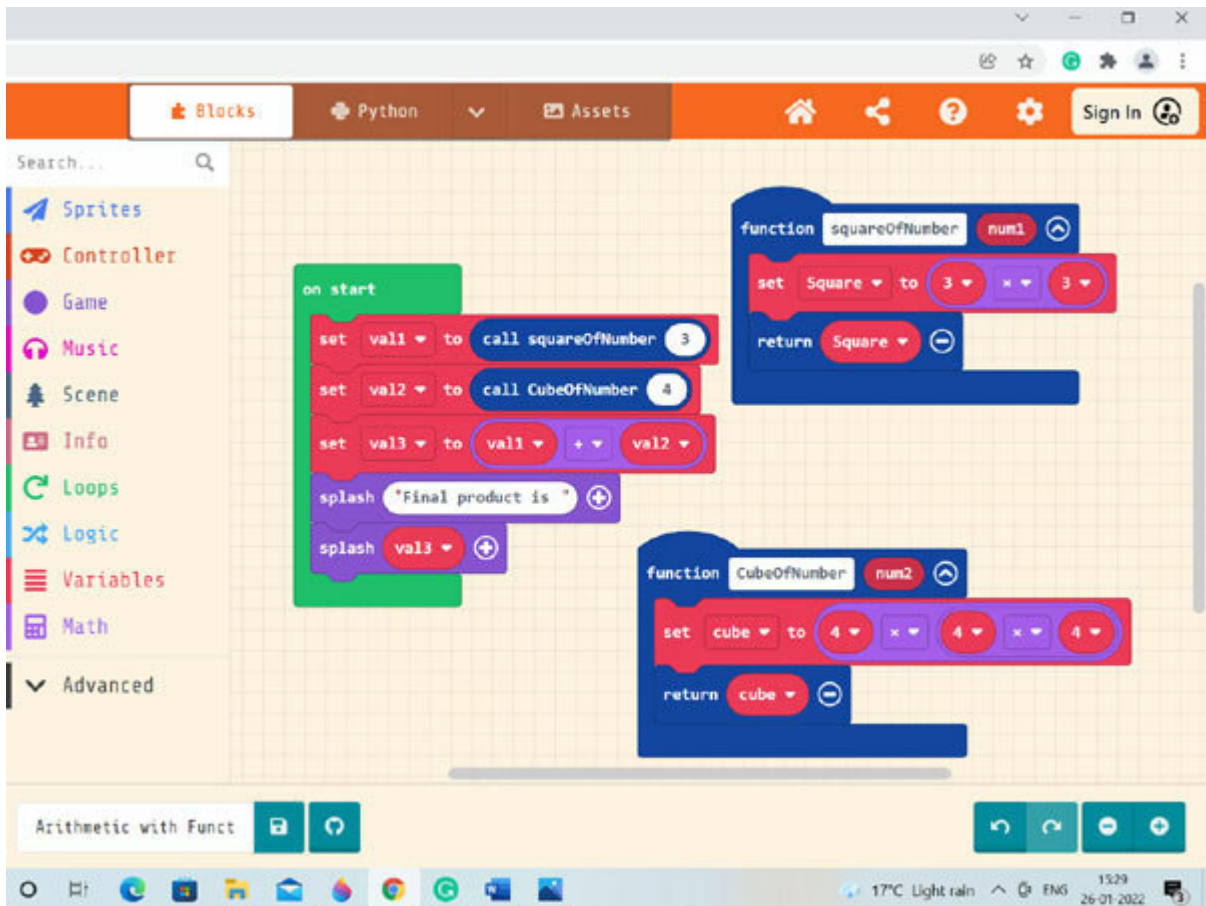 Blocks Python Assets Sign In
Search...
Sprites
Controller
Game
Music
Scene
Info
Loops
Logic
Variables
Math
Advanced
on start
set val1 to call squareOfNumber 3
set val2 to call CubeOfNumber 4
set val3 to val1 + val2
splash "Final product is "
splash val3
function squareOfNumber num1
set Square to 3 × 3
return Square
function CubeOfNumber num2
set cube to 4 × 4 × 4
return cube
Arithmetic with Funct
17°C Light rain ENG 15:29
26-01-2022